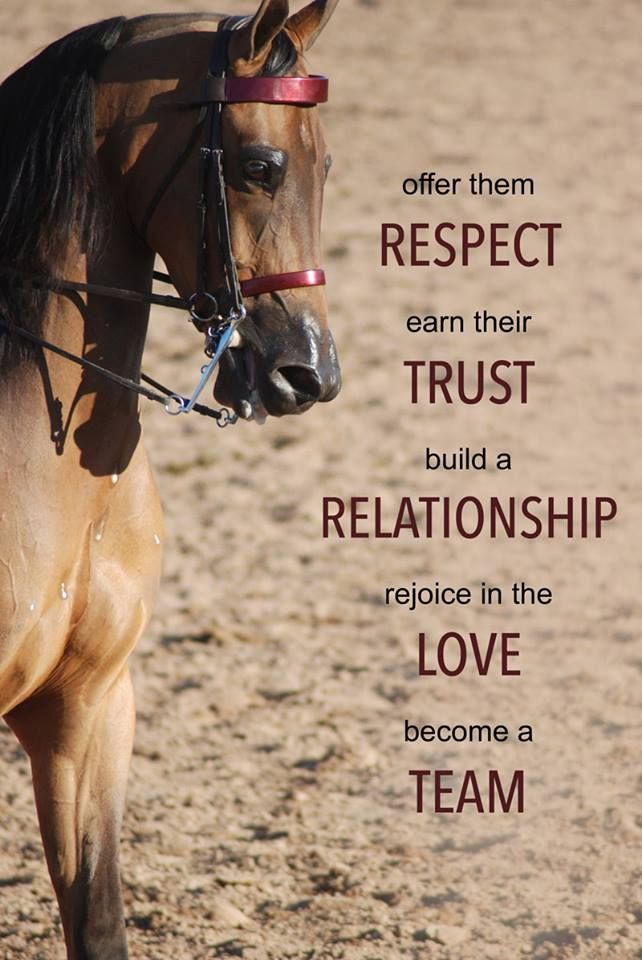 offer them
RESPECT
earn their
TRUST
build a
RELATIONSHIP
rejoice in the
LOVE
become a
TEAM